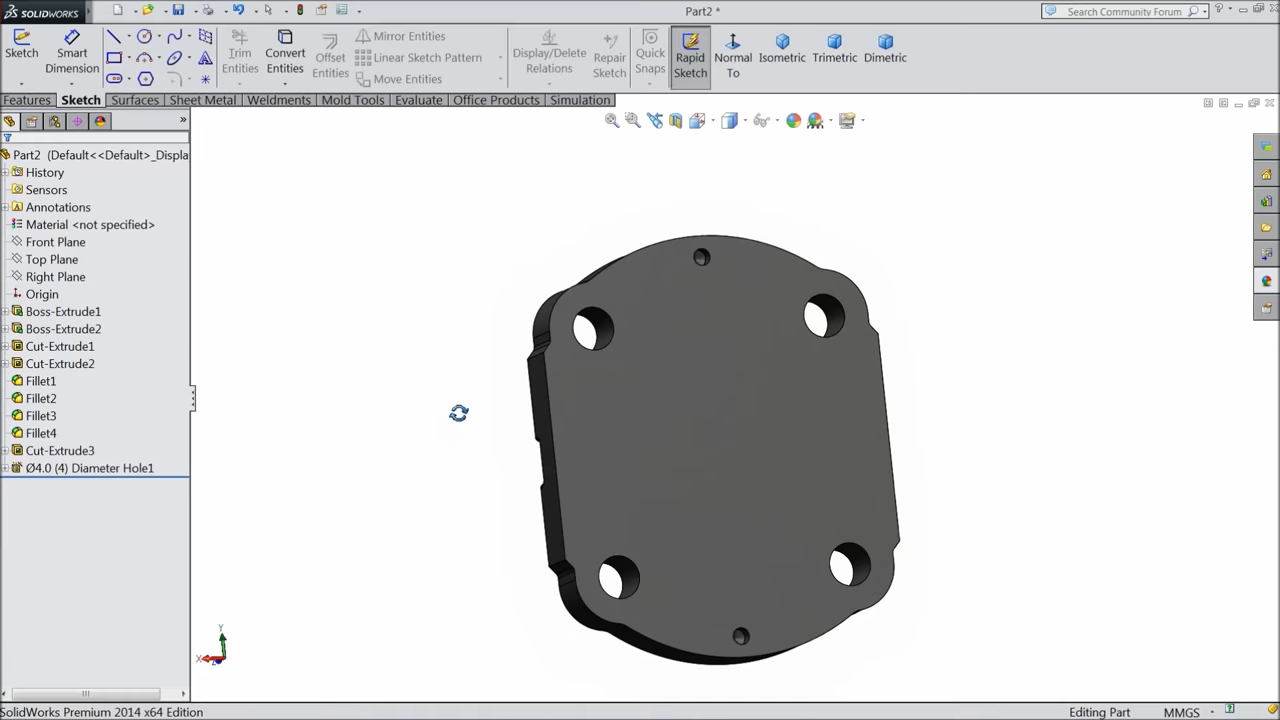 SOLIDWORKS
Part2 *
Search Community Forum
Sketch
Smart Dimension
Trim Entities
Convert Entities
Offset Entities
Mirror Entities
Linear Sketch Pattern
Move Entities
Display/Delete Relations
Repair Sketch
Quick Snaps
Rapid Sketch
Normal To
Isometric
Trimetric
Dimetric
Features
Sketch
Surfaces
Sheet Metal
Weldments
Mold Tools
Evaluate
Office Products
Simulation
Part2 (Default<<Default>_Displa
History
Sensors
Annotations
Material <not specified>
Front Plane
Top Plane
Right Plane
Origin
Boss-Extrude1
Boss-Extrude2
Cut-Extrude1
Cut-Extrude2
Fillet1
Fillet2
Fillet3
Fillet4
Cut-Extrude3
Ø4.0 (4) Diameter Hole1
Y
X
Z
SolidWorks Premium 2014 x64 Edition
Editing Part
MMGS